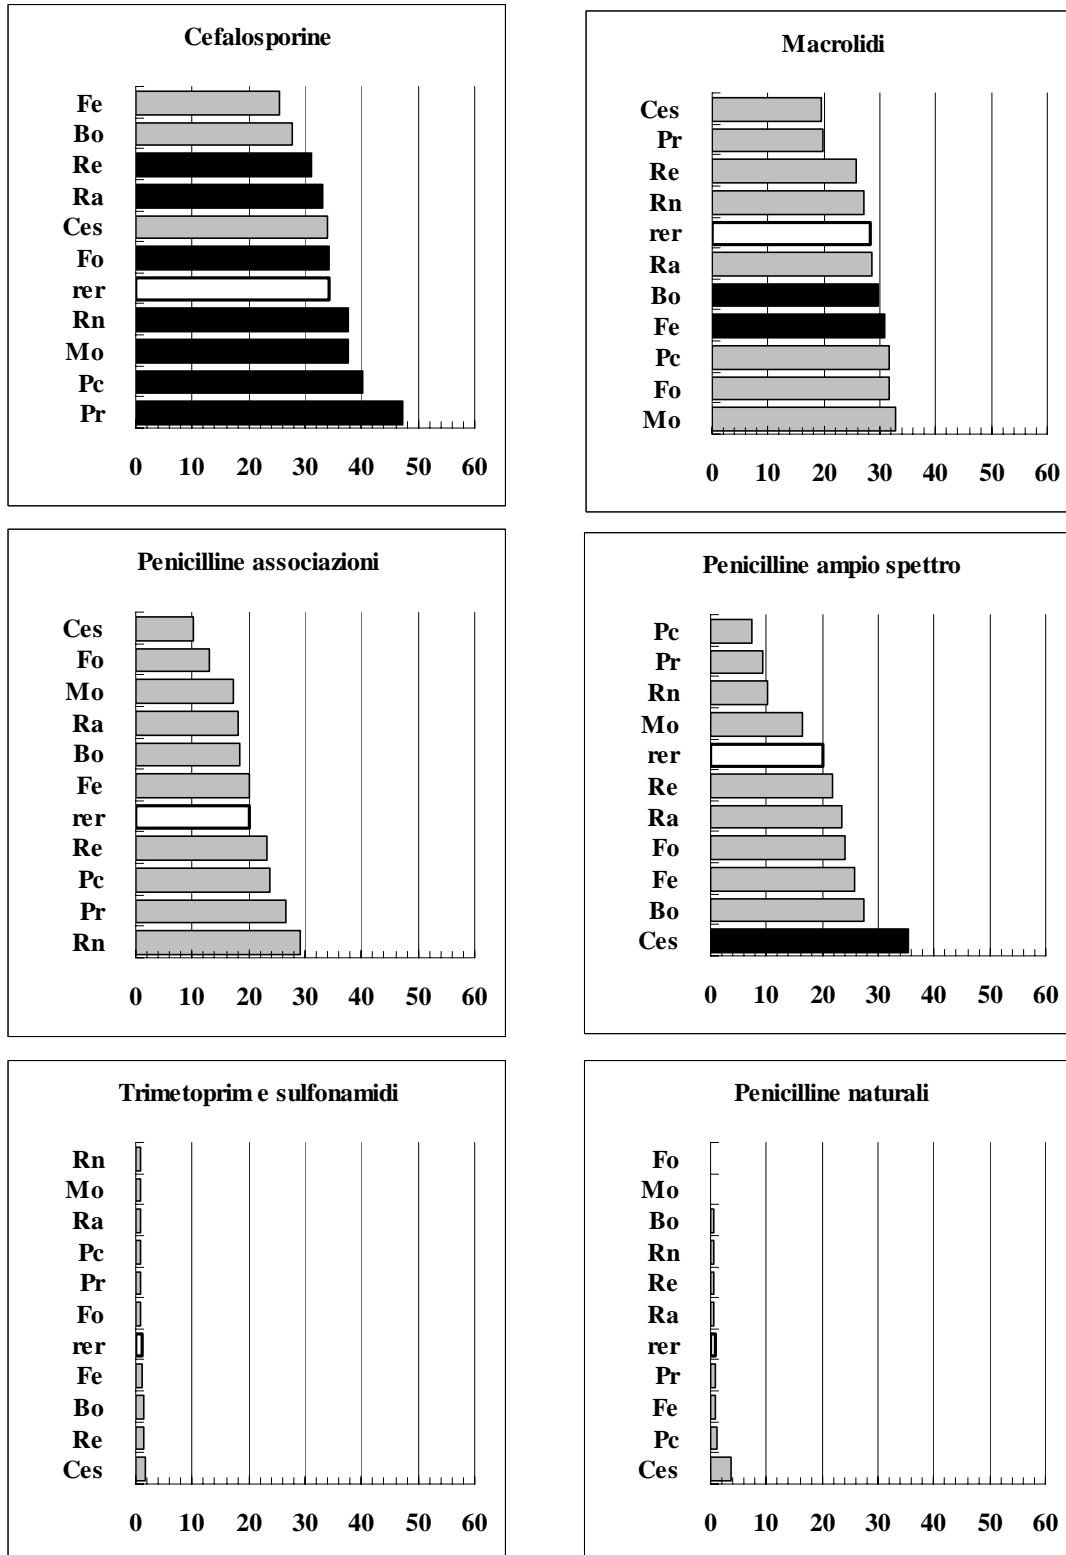 Cefalosporine
Fe
Bo
Re
Ra
Ces
Fo
rer
Rn
Mo
Pc
Pr
0 10 20 30 40 50 60
Macrolidi
Ces
Pr
Re
Rn
rer
Ra
Bo
Fe
Pc
Fo
Mo
0 10 20 30 40 50 60
Penicilline associazioni
Ces
Fo
Mo
Ra
Bo
Fe
rer
Re
Pc
Pr
Rn
0 10 20 30 40 50 60
Penicilline ampio spettro
Pc
Pr
Rn
Mo
rer
Re
Ra
Fo
Fe
Bo
Ces
0 10 20 30 40 50 60
Trimetoprim e sulfonamidi
Rn
Mo
Ra
Pc
Pr
Fo
rer
Fe
Bo
Re
Ces
0 10 20 30 40 50 60
Penicilline naturali
Fo
Mo
Bo
Rn
Re
Ra
rer
Pr
Fe
Pc
Ces
0 10 20 30 40 50 60